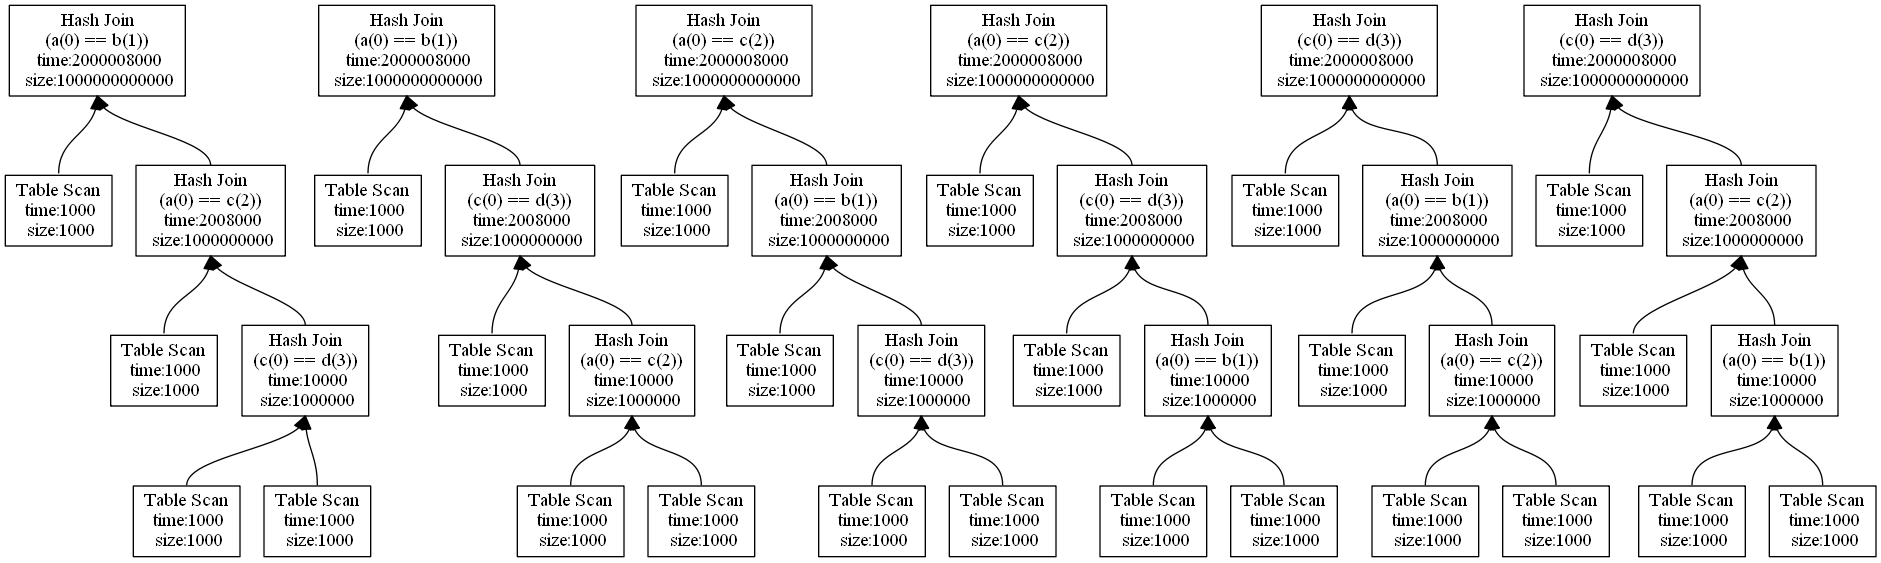 Hash Join
(a(0) == b(1))
time:2000008000
size:1000000000000
Hash Join
(a(0) == b(1))
time:2000008000
size:1000000000000
Hash Join
(a(0) == c(2))
time:2000008000
size:1000000000000
Hash Join
(a(0) == c(2))
time:2000008000
size:1000000000000
Hash Join
(c(0) == d(3))
time:2000008000
size:1000000000000
Hash Join
(c(0) == d(3))
time:2000008000
size:1000000000000
Table Scan
time:1000
size:1000
Hash Join
(a(0) == c(2))
time:2008000
size:1000000000
Table Scan
time:1000
size:1000
Hash Join
(c(0) == d(3))
time:2008000
size:1000000000
Table Scan
time:1000
size:1000
Hash Join
(a(0) == b(1))
time:2008000
size:1000000000
Table Scan
time:1000
size:1000
Hash Join
(c(0) == d(3))
time:2008000
size:1000000000
Table Scan
time:1000
size:1000
Hash Join
(a(0) == b(1))
time:2008000
size:1000000000
Table Scan
time:1000
size:1000
Hash Join
(a(0) == c(2))
time:2008000
size:1000000000
Table Scan
time:1000
size:1000
Hash Join
(c(0) == d(3))
time:10000
size:1000000
Table Scan
time:1000
size:1000
Hash Join
(a(0) == c(2))
time:10000
size:1000000
Table Scan
time:1000
size:1000
Hash Join
(c(0) == d(3))
time:10000
size:1000000
Table Scan
time:1000
size:1000
Hash Join
(a(0) == b(1))
time:10000
size:1000000
Table Scan
time:1000
size:1000
Hash Join
(a(0) == c(2))
time:10000
size:1000000
Table Scan
time:1000
size:1000
Hash Join
(a(0) == b(1))
time:10000
size:1000000
Table Scan
time:1000
size:1000
Table Scan
time:1000
size:1000
Table Scan
time:1000
size:1000
Table Scan
time:1000
size:1000
Table Scan
time:1000
size:1000
Table Scan
time:1000
size:1000
Table Scan
time:1000
size:1000
Table Scan
time:1000
size:1000
Table Scan
time:1000
size:1000
Table Scan
time:1000
size:1000
Table Scan
time:1000
size:1000
Table Scan
time:1000
size:1000